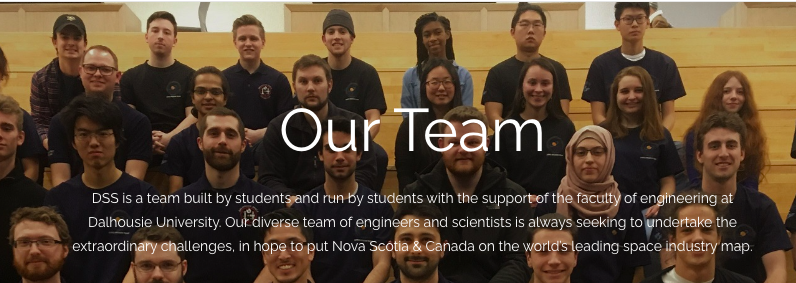 Our Team
DSS is a team built by students and run by students with the support of the faculty of engineering at
Dalhousie University. Our diverse team of engineers and scientists is always seeking to undertake the
extraordinary challenges, in hope to put Nova Scotia & Canada on the world's leading space industry map.